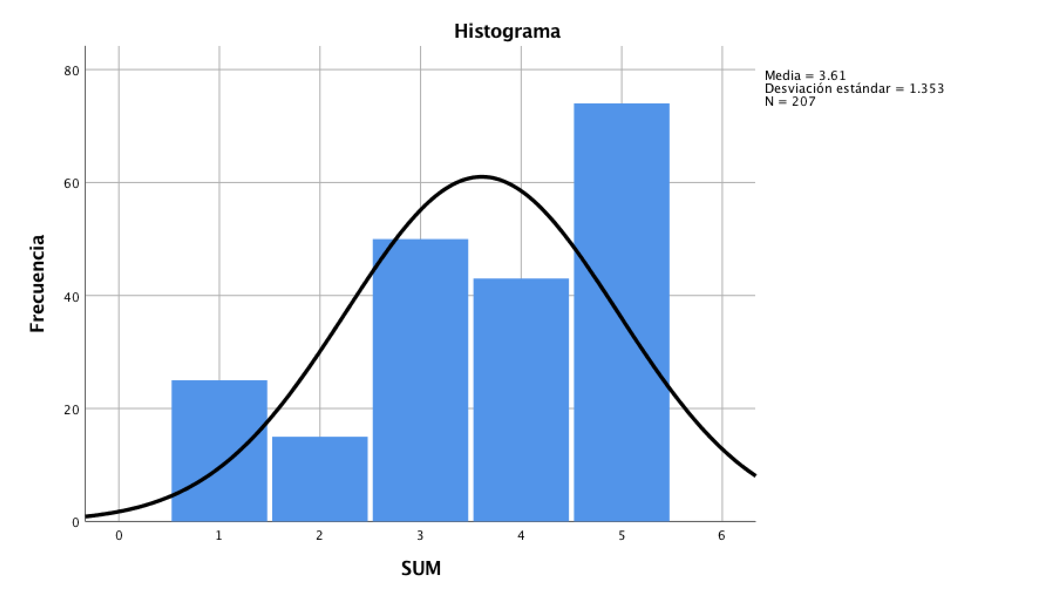 Histograma
Media = 3.61
Desviación estándar = 1.353
N = 207
Frecuencia
80
60
40
20
0
0 1 2 3 4 5 6
SUM